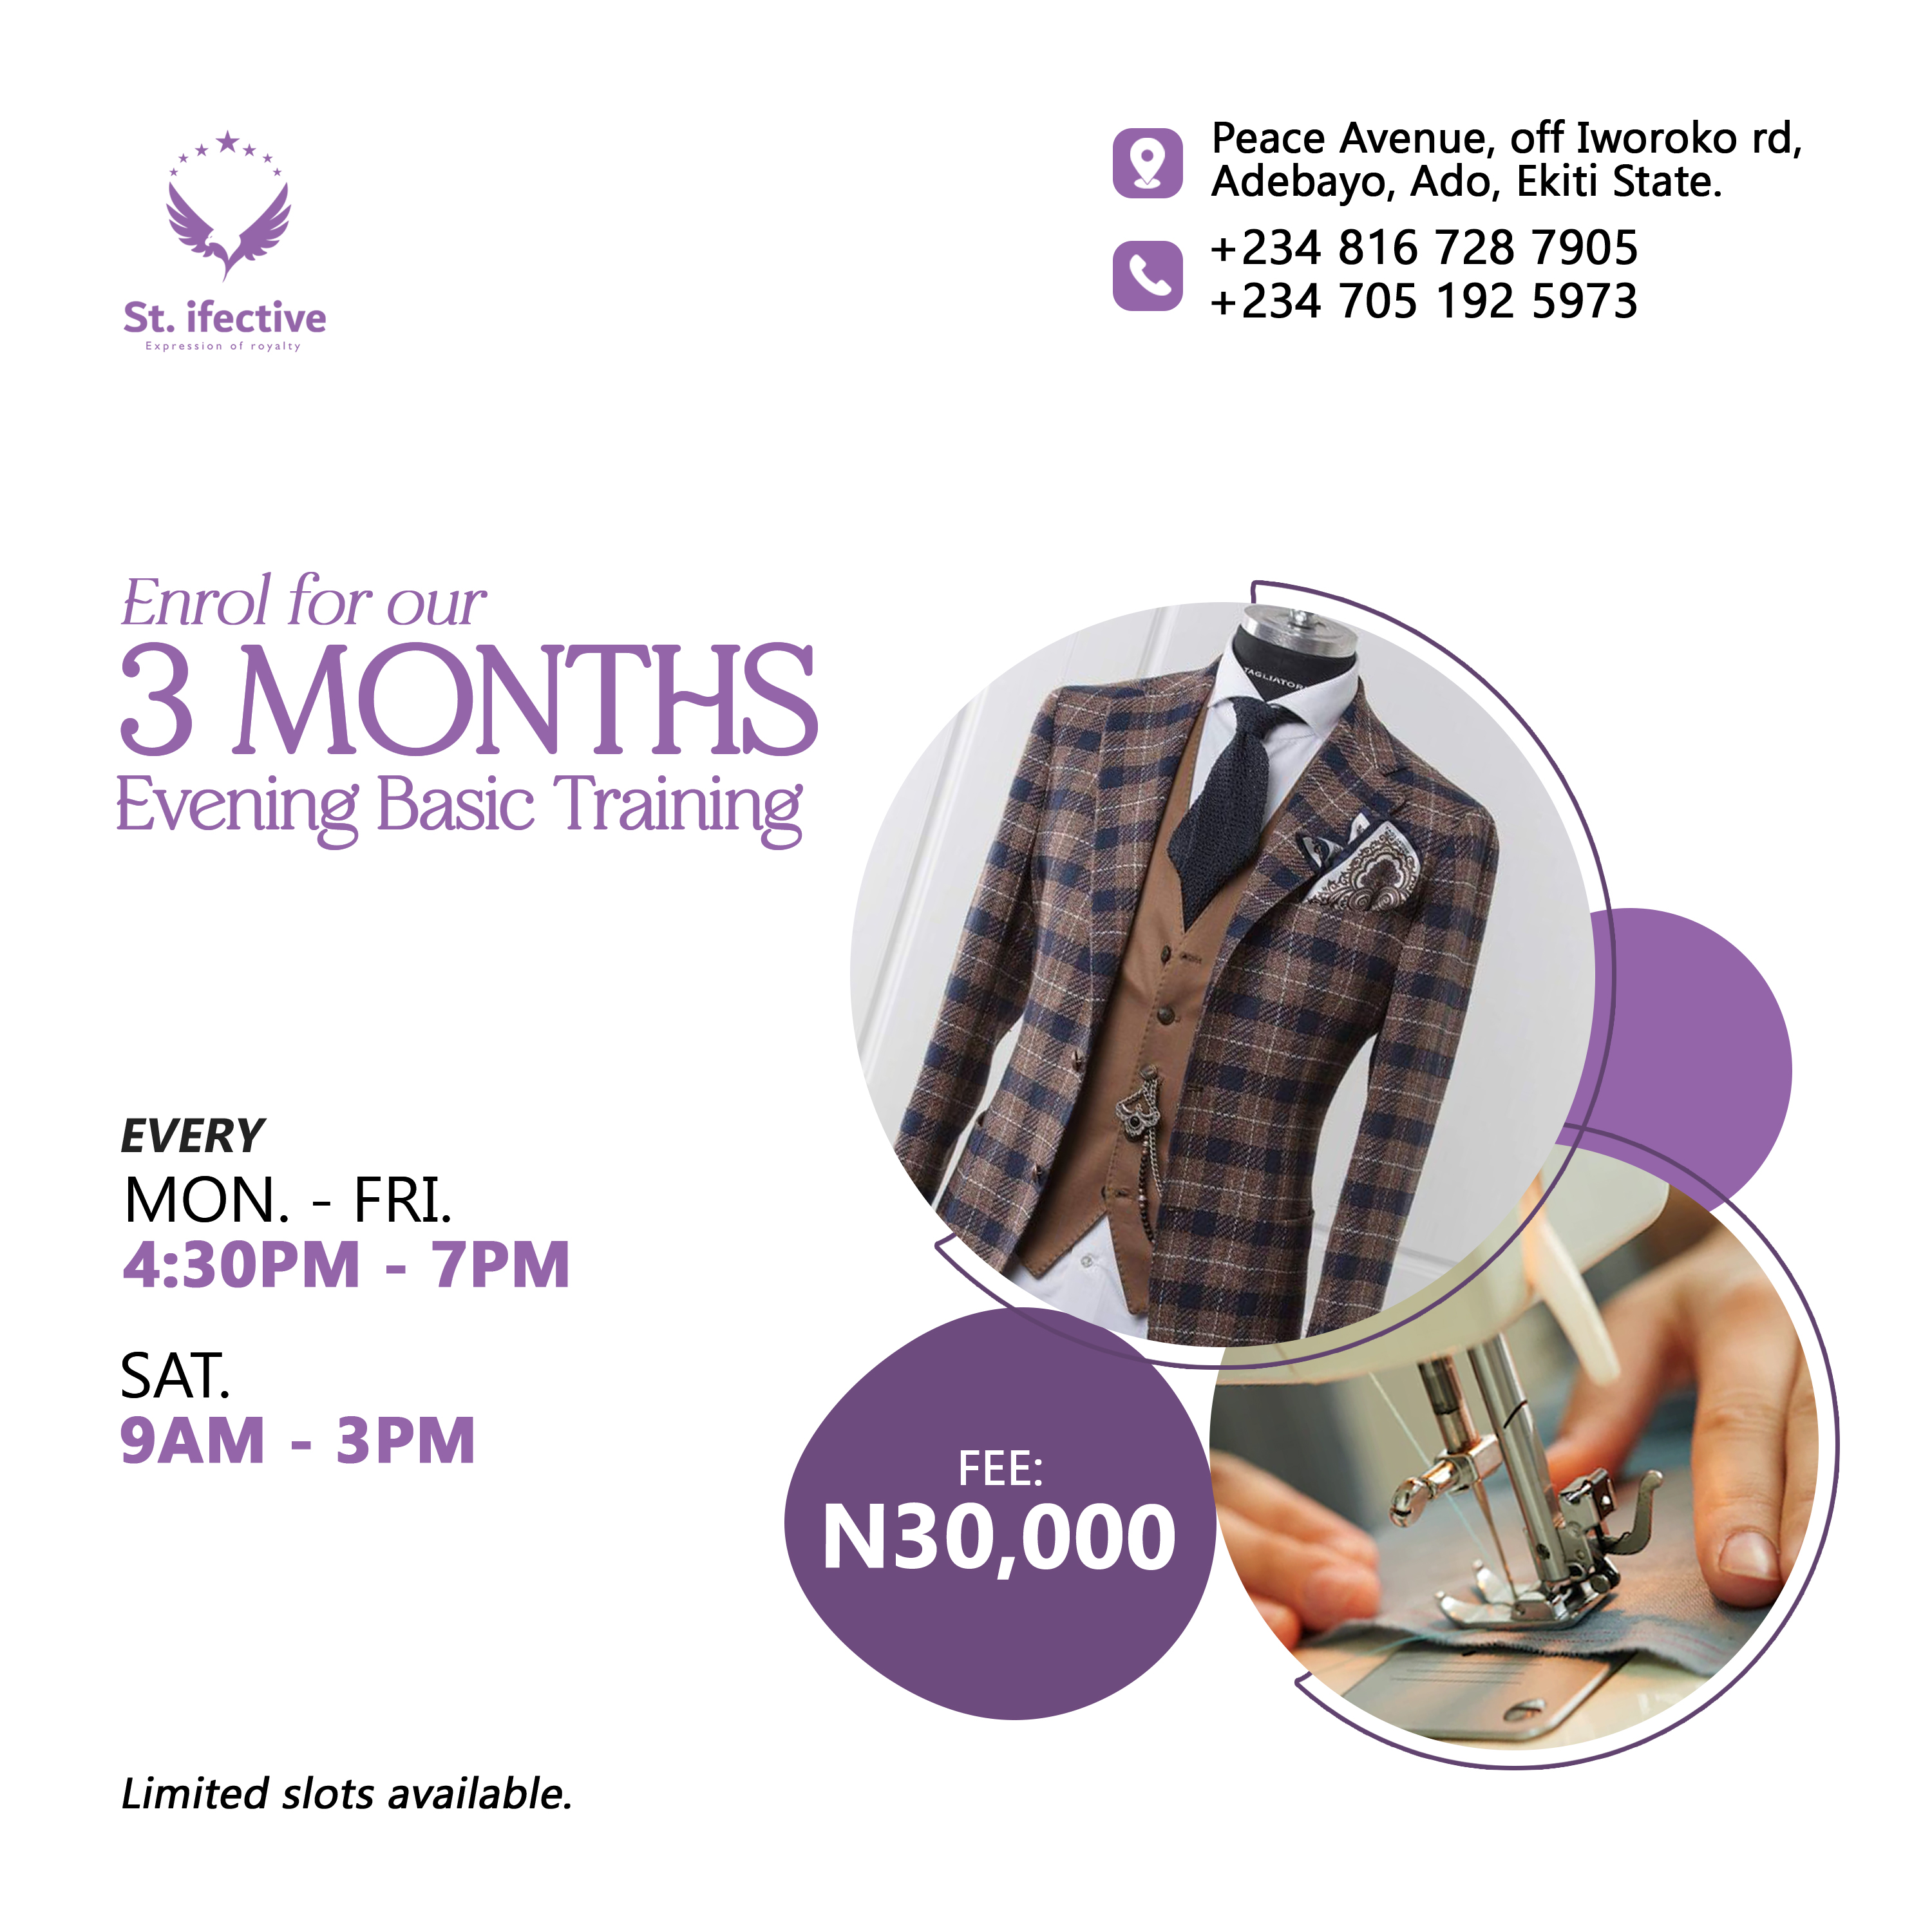 St. ifective
Expression of royalty
Peace Avenue, off Iworoko rd,
Adebayo, Ado, Ekiti State.
+234 816 728 7905
+234 705 192 5973
Enrol for our
3 MONTHS
Evening Basic Training
TAGLIATOR
EVERY
MON. - FRI.
4:30PM - 7PM
SAT.
9AM - 3PM
FEE:
N30,000
Limited slots available.